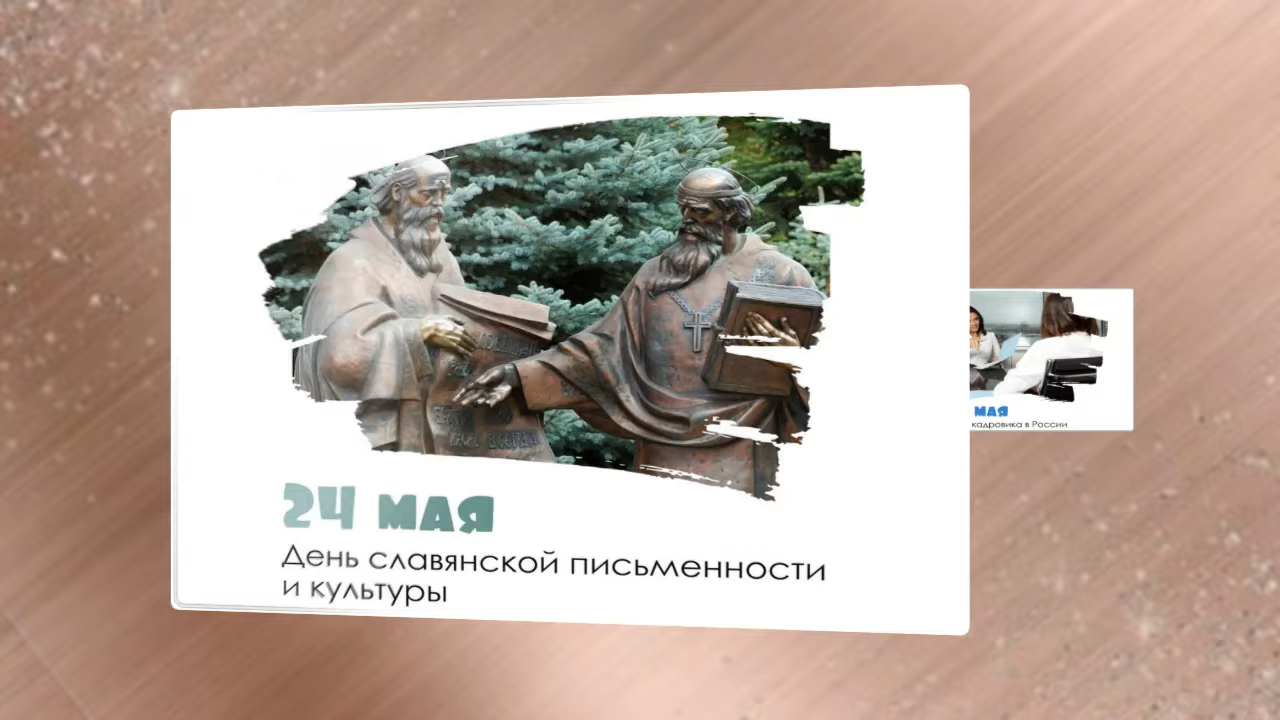 24 МАЯ
День славянской письменности
и культуры
МАЯ
кадровика в России